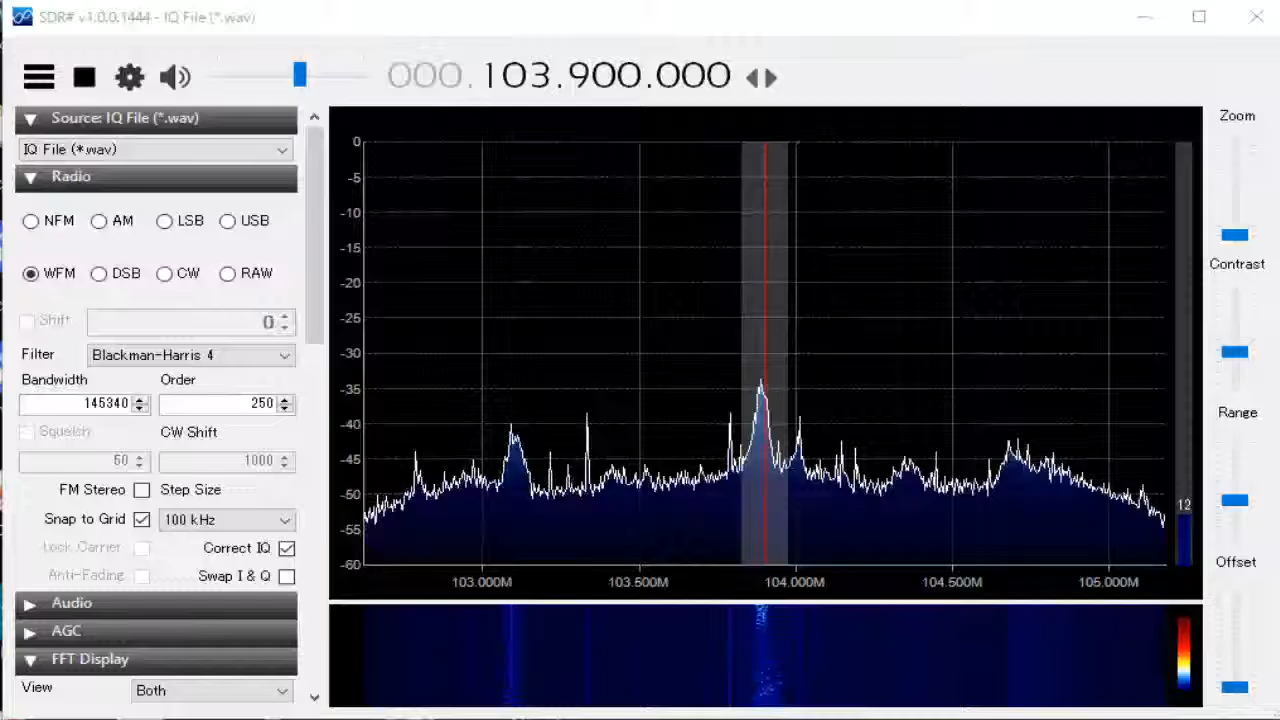 SDR# v1.0.0.1444 - IQ File (*.wav)
000.103.900.000
Source: IQ File (*.wav)
IQ File (*.wav)
Radio
NFM AM LSB USB
WFM DSB CW RAW
Shift 0
Filter Blackman-Harris 4
Bandwidth Order
145340 250
Squelch CW Shift
50 1000
FM Stereo Step Size
Snap to Grid 100 kHz
Lock Carrier Correct IQ
Anti-Fading Swap I & Q
Audio
AGC
FFT Display
View Both
0
-5
-10
-15
-20
-25
-30
-35
-40
-45
-50
-55
-60
103.000M 103.500M 104.000M 104.500M 105.000M
12
Zoom
Contrast
Range
Offset